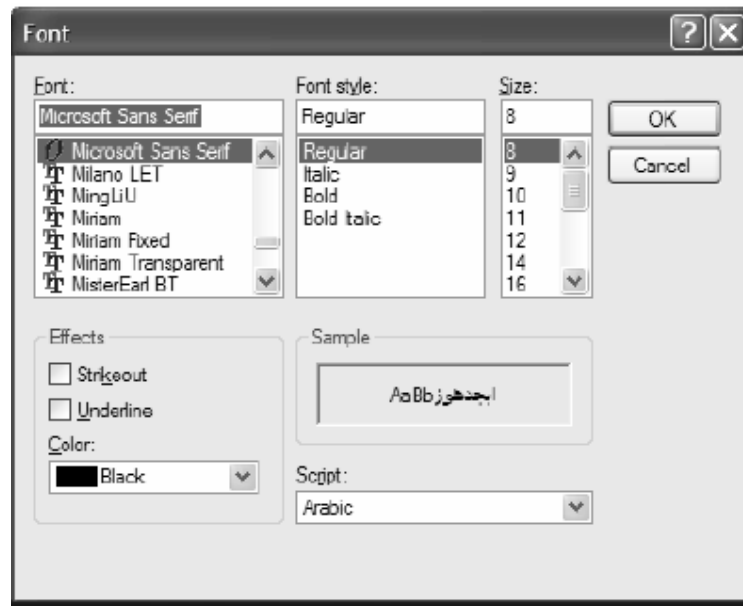 Font
Font:
Microsoft Sans Serif
Microsoft Sans Serif
Milano LET
MingLiU
Miriam
Miriam Fixed
Miriam Transparent
MisterEarl BT
Font style:
Regular
Regular
Italic
Bold
Bold Italic
Size:
8
8
9
10
11
12
14
16
OK
Cancel
Effects
Strikeout
Underline
Color:
Black
Sample
AaBbابجدهوز
Script:
Arabic